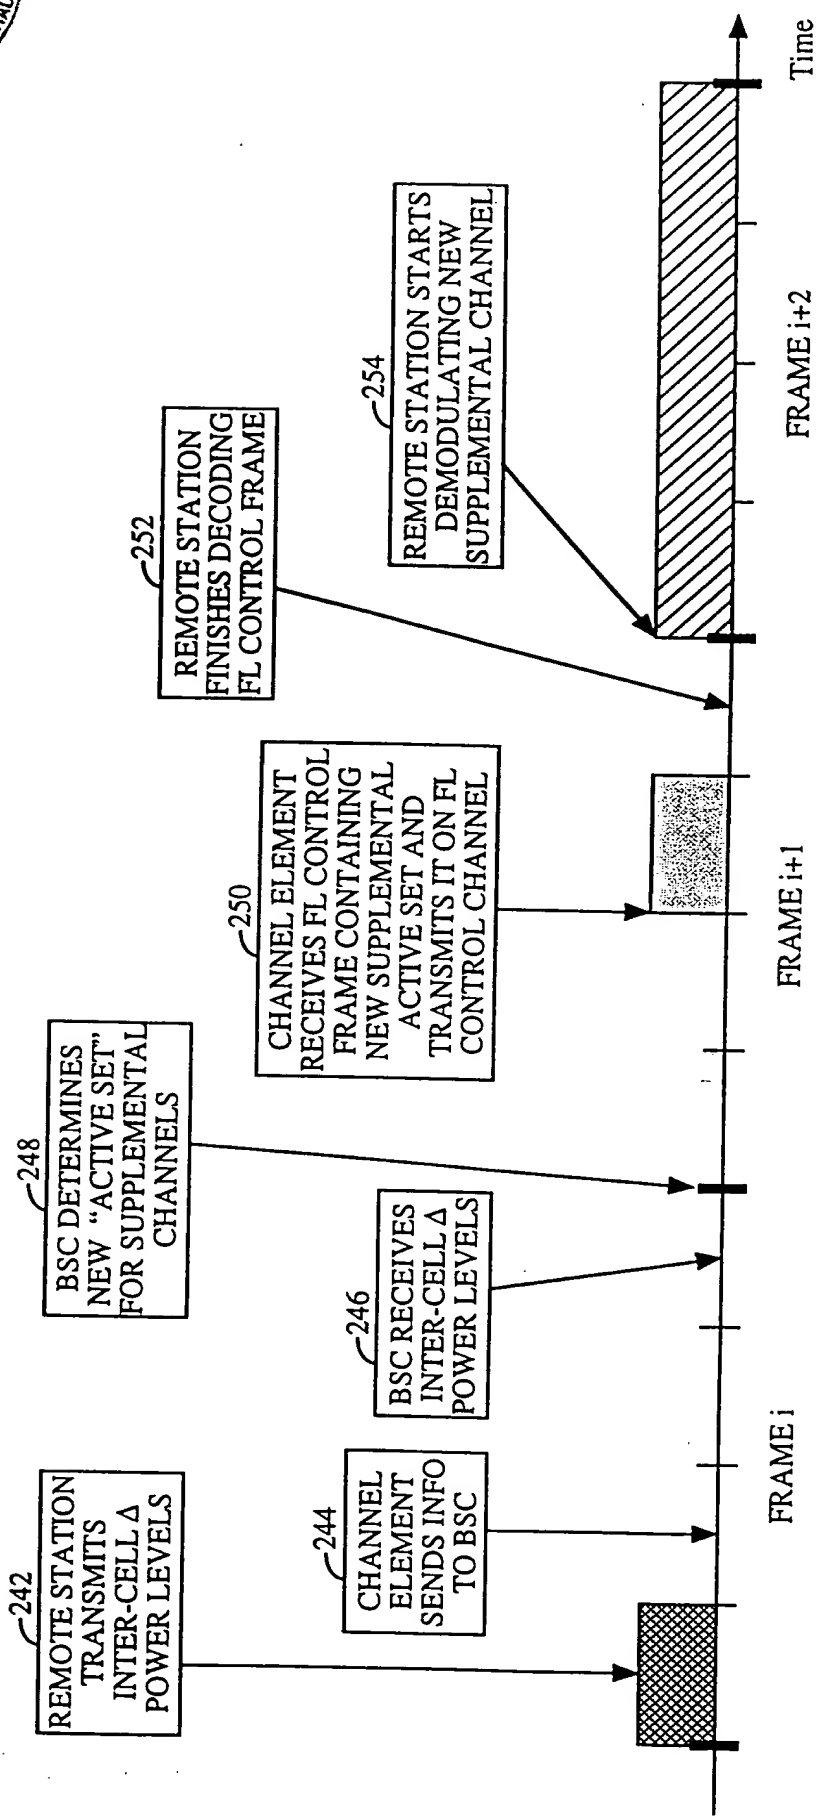 242
REMOTE STATION
TRANSMITS
INTER-CELL Δ
POWER LEVELS
244
CHANNEL
ELEMENT
SENDS INFO
TO BSC
246
BSC RECEIVES
INTER-CELL Δ
POWER LEVELS
248
BSC DETERMINES
NEW “ACTIVE SET”
FOR SUPPLEMENTAL
CHANNELS
250
CHANNEL ELEMENT
RECEIVES FL CONTROL
FRAME CONTAINING
NEW SUPPLEMENTAL
ACTIVE SET AND
TRANSMITS IT ON FL
CONTROL CHANNEL
252
REMOTE STATION
FINISHES DECODING
FL CONTROL FRAME
254
REMOTE STATION STARTS
DEMODULATING NEW
SUPPLEMENTAL CHANNEL
FRAME i
FRAME i+1
FRAME i+2
Time